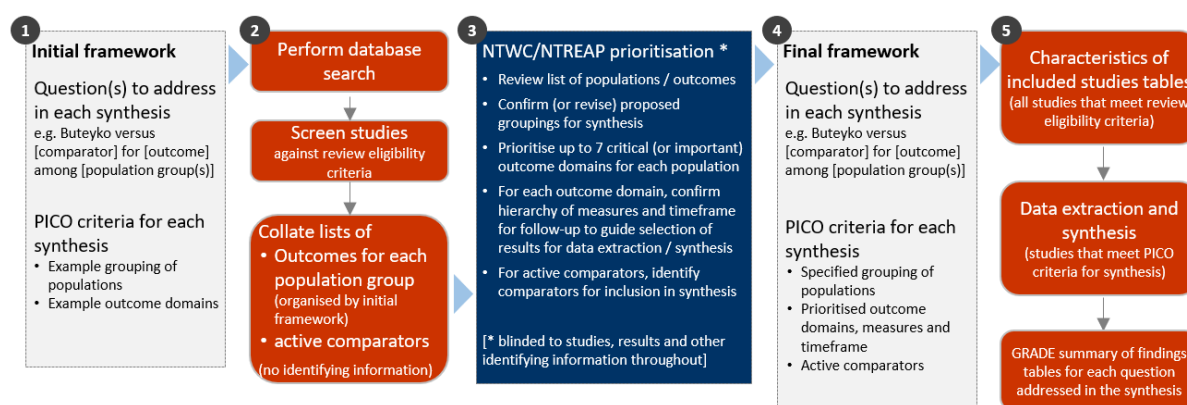 1
Initial framework
Question(s) to address
in each synthesis
e.g. Buteyko versus
[comparator] for [outcome]
among [population group(s)]
PICO criteria for each
synthesis
• Example grouping of
populations
• Example outcome domains
2
Perform database
search
Screen studies
against review eligibility
criteria
Collate lists of
• Outcomes for each
population group
(organised by initial
framework)
• active comparators
(no identifying information)
3
NTWC/NTREAP prioritisation *
• Review list of populations / outcomes
• Confirm (or revise) proposed
groupings for synthesis
• Prioritise up to 7 critical (or important)
outcome domains for each population
• For each outcome domain, confirm
hierarchy of measures and timeframe
for follow-up to guide selection of
results for data extraction / synthesis
• For active comparators, identify
comparators for inclusion in synthesis
[* blinded to studies, results and other
identifying information throughout]
4
Final framework
Question(s) to address
in each synthesis
e.g. Buteyko versus
[comparator] for [outcome]
among [population group(s)]
PICO criteria for each
synthesis
• Specified grouping of
populations
• Prioritised outcome
domains, measures and
timeframe
• Active comparators
5
Characteristics of
included studies tables
(all studies that meet review
eligibility criteria)
Data extraction and
synthesis
(studies that meet PICO
criteria for synthesis)
GRADE summary of findings
tables for each question
addressed in the synthesis